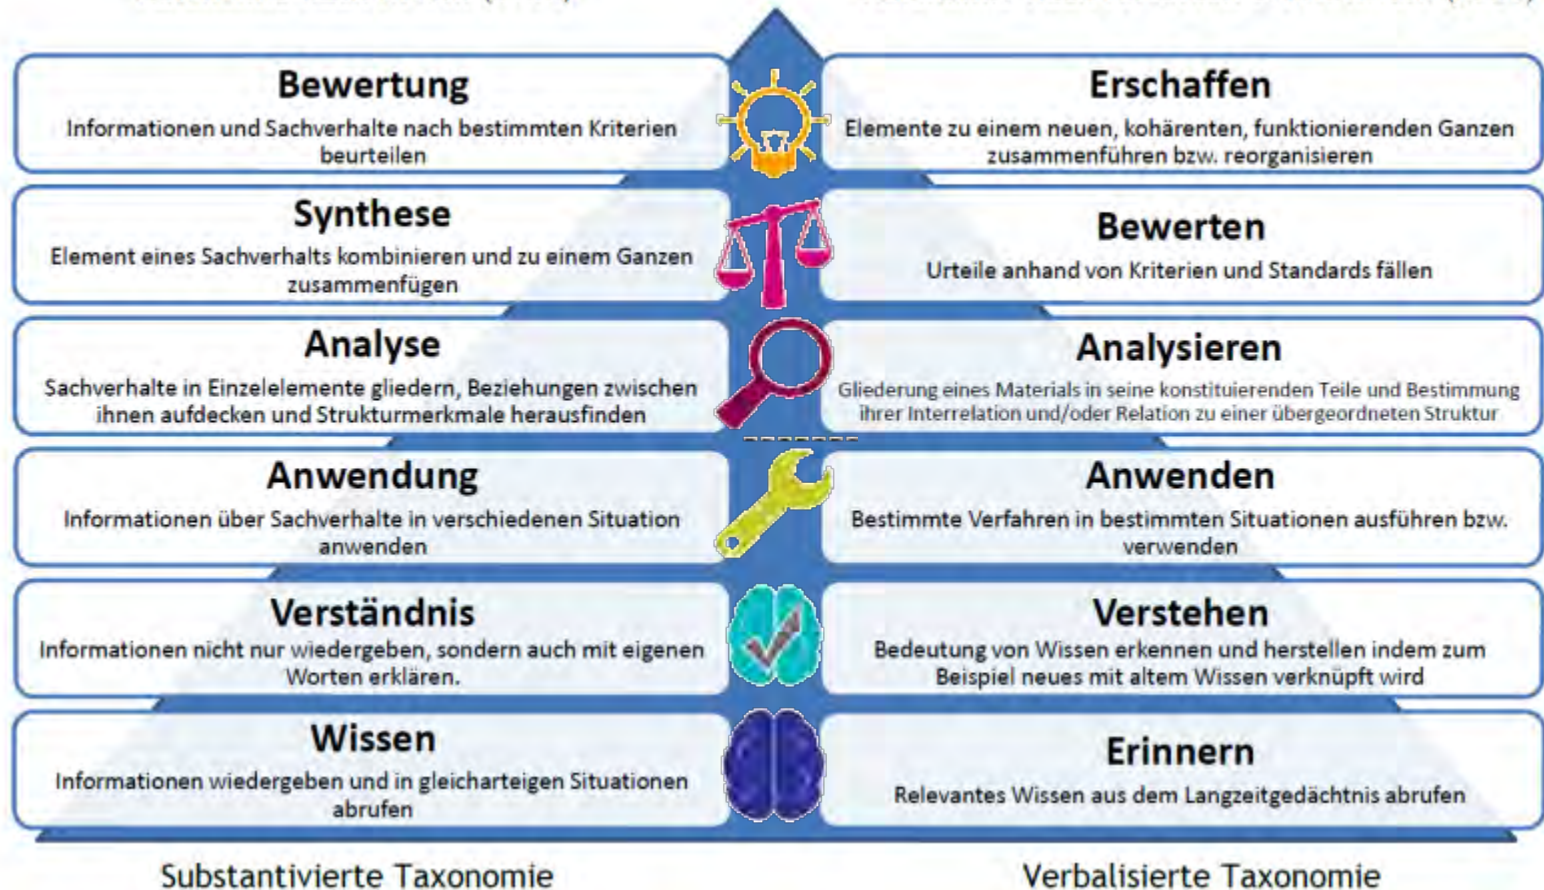 Bewertung
Informationen und Sachverhalte nach bestimmten Kriterien
beurteilen
Synthese
Element eines Sachverhalts kombinieren und zu einem Ganzen
zusammenfügen
Analyse
Sachverhalte in Einzelelemente gliedern, Beziehungen zwischen
ihnen aufdecken und Strukturmerkmale herausfinden
Anwendung
Informationen über Sachverhalte in verschiedenen Situation
anwenden
Verständnis
Informationen nicht nur wiedergeben, sondern auch mit eigenen
Worten erklären.
Wissen
Informationen wiedergeben und in gleicharteigen Situationen
abrufen
Substantivierte Taxonomie
Erschaffen
Elemente zu einem neuen, kohärenten, funktionierenden Ganzen
zusammenführen bzw. reorganisieren
Bewerten
Urteile anhand von Kriterien und Standards fällen
Analysieren
Gliederung eines Materials in seine konstituierenden Teile und Bestimmung
ihrer Interrelation und/oder Relation zu einer übergeordneten Struktur
Anwenden
Bestimmte Verfahren in bestimmten Situationen ausführen bzw.
verwenden
Verstehen
Bedeutung von Wissen erkennen und herstellen indem zum
Beispiel neues mit altem Wissen verknüpft wird
Erinnern
Relevantes Wissen aus dem Langzeitgedächtnis abrufen
Verbalisierte Taxonomie